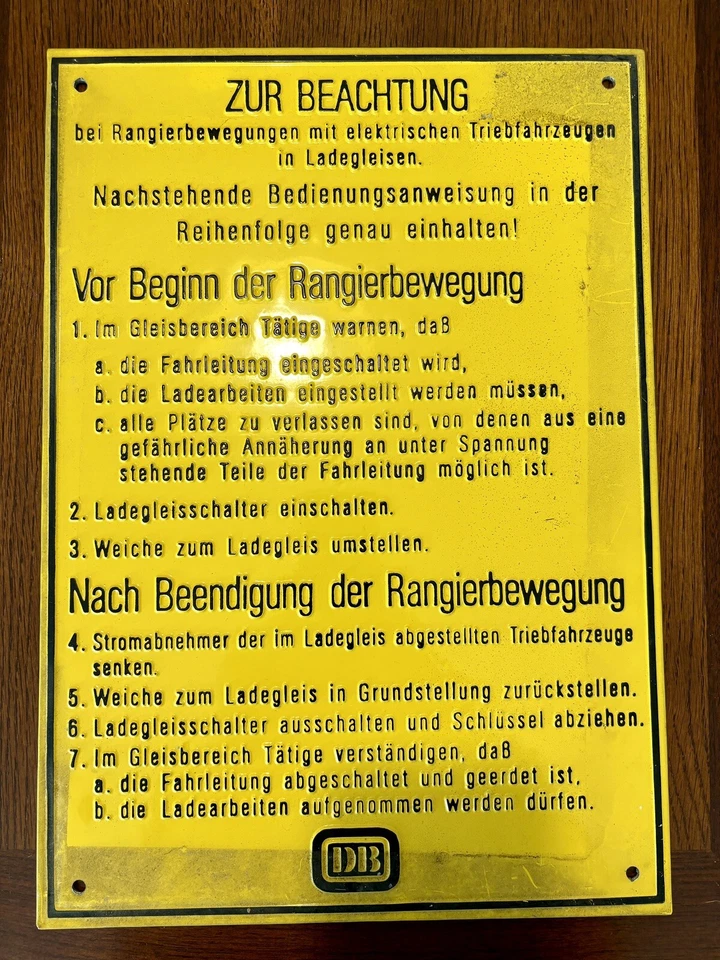 ZUR BEACHTUNG
bei Rangierbewegungen mit elektrischen Triebfahrzeugen
in Ladegleisen.
Nachstehende Bedienungsanweisung in der
Reihenfolge genau einhalten!
Vor Beginn der Rangierbewegung
1. Im Gleisbereich Tätige warnen, daß
a. die Fahrleitung eingeschaltet wird,
b. die Ladearbeiten eingestellt werden müssen,
c. alle Plätze zu verlassen sind, von denen aus eine
gefährliche Annäherung an unter Spannung
stehende Teile der Fahrleitung möglich ist.
2. Ladegleisschalter einschalten.
3. Weiche zum Ladegleis umstellen.
Nach Beendigung der Rangierbewegung
4. Stromabnehmer der im Ladegleis abgestellten Triebfahrzeuge
senken.
5. Weiche zum Ladegleis in Grundstellung zurückstellen.
6. Ladegleisschalter ausschalten und Schlüssel abziehen.
7. Im Gleisbereich Tätige verständigen, daß
a. die Fahrleitung abgeschaltet und geerdet ist,
b. die Ladearbeiten aufgenommen werden dürfen.
DB